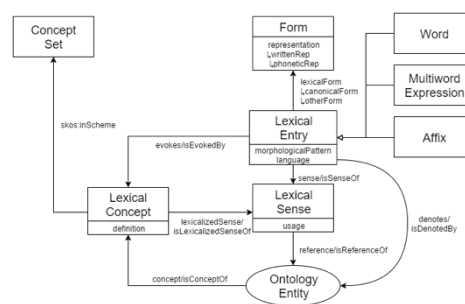 Concept
Set
Form
representation
↳writtenRep
↳phoneticRep
Word
Multiword
Expression
Affix
lexicalForm
↳canonicalForm
↳otherForm
skos:inScheme
Lexical
Entry
morphologicalPattern
language
evokes/isEvokedBy
sense/isSenseOf
Lexical
Concept
definition
lexicalizedSense/
isLexicalizedSenseOf
Lexical
Sense
usage
denotes/
isDenotedBy
reference/isReferenceOf
concept/isConceptOf
Ontology
Entity